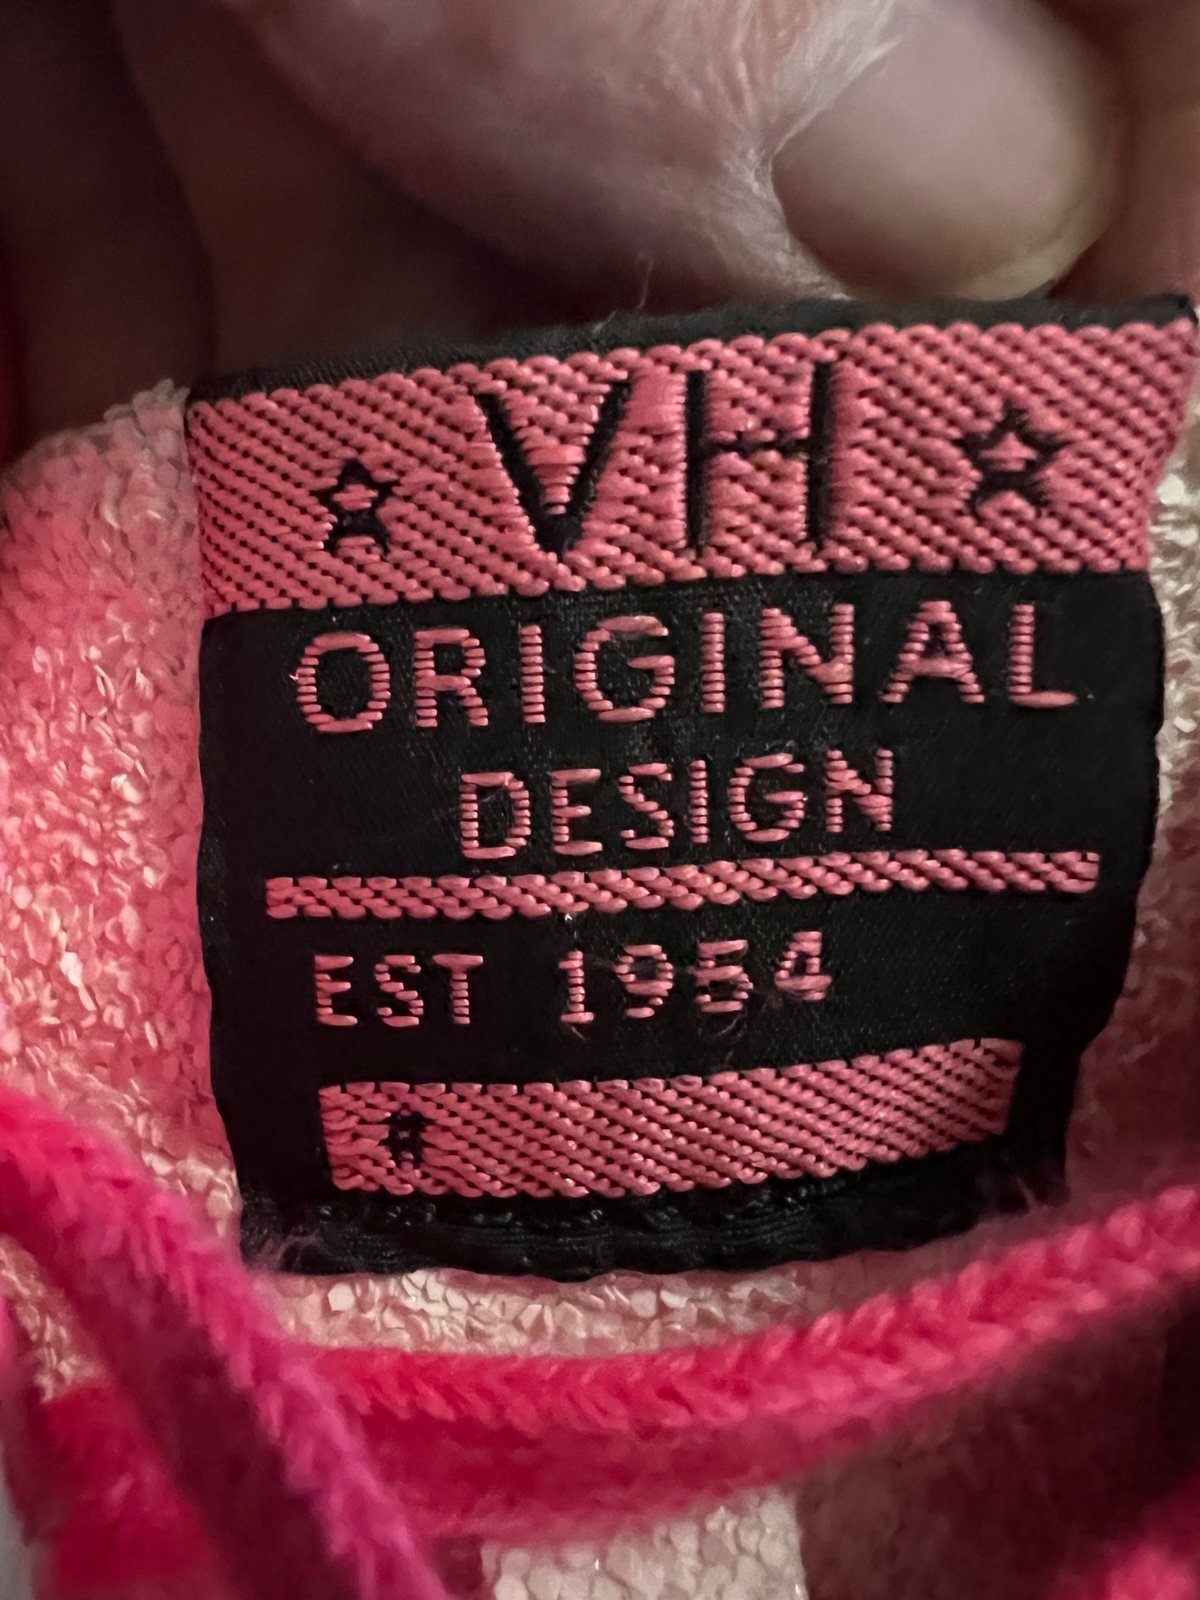 VH
ORIGINAL
DESIGN
EST 1954